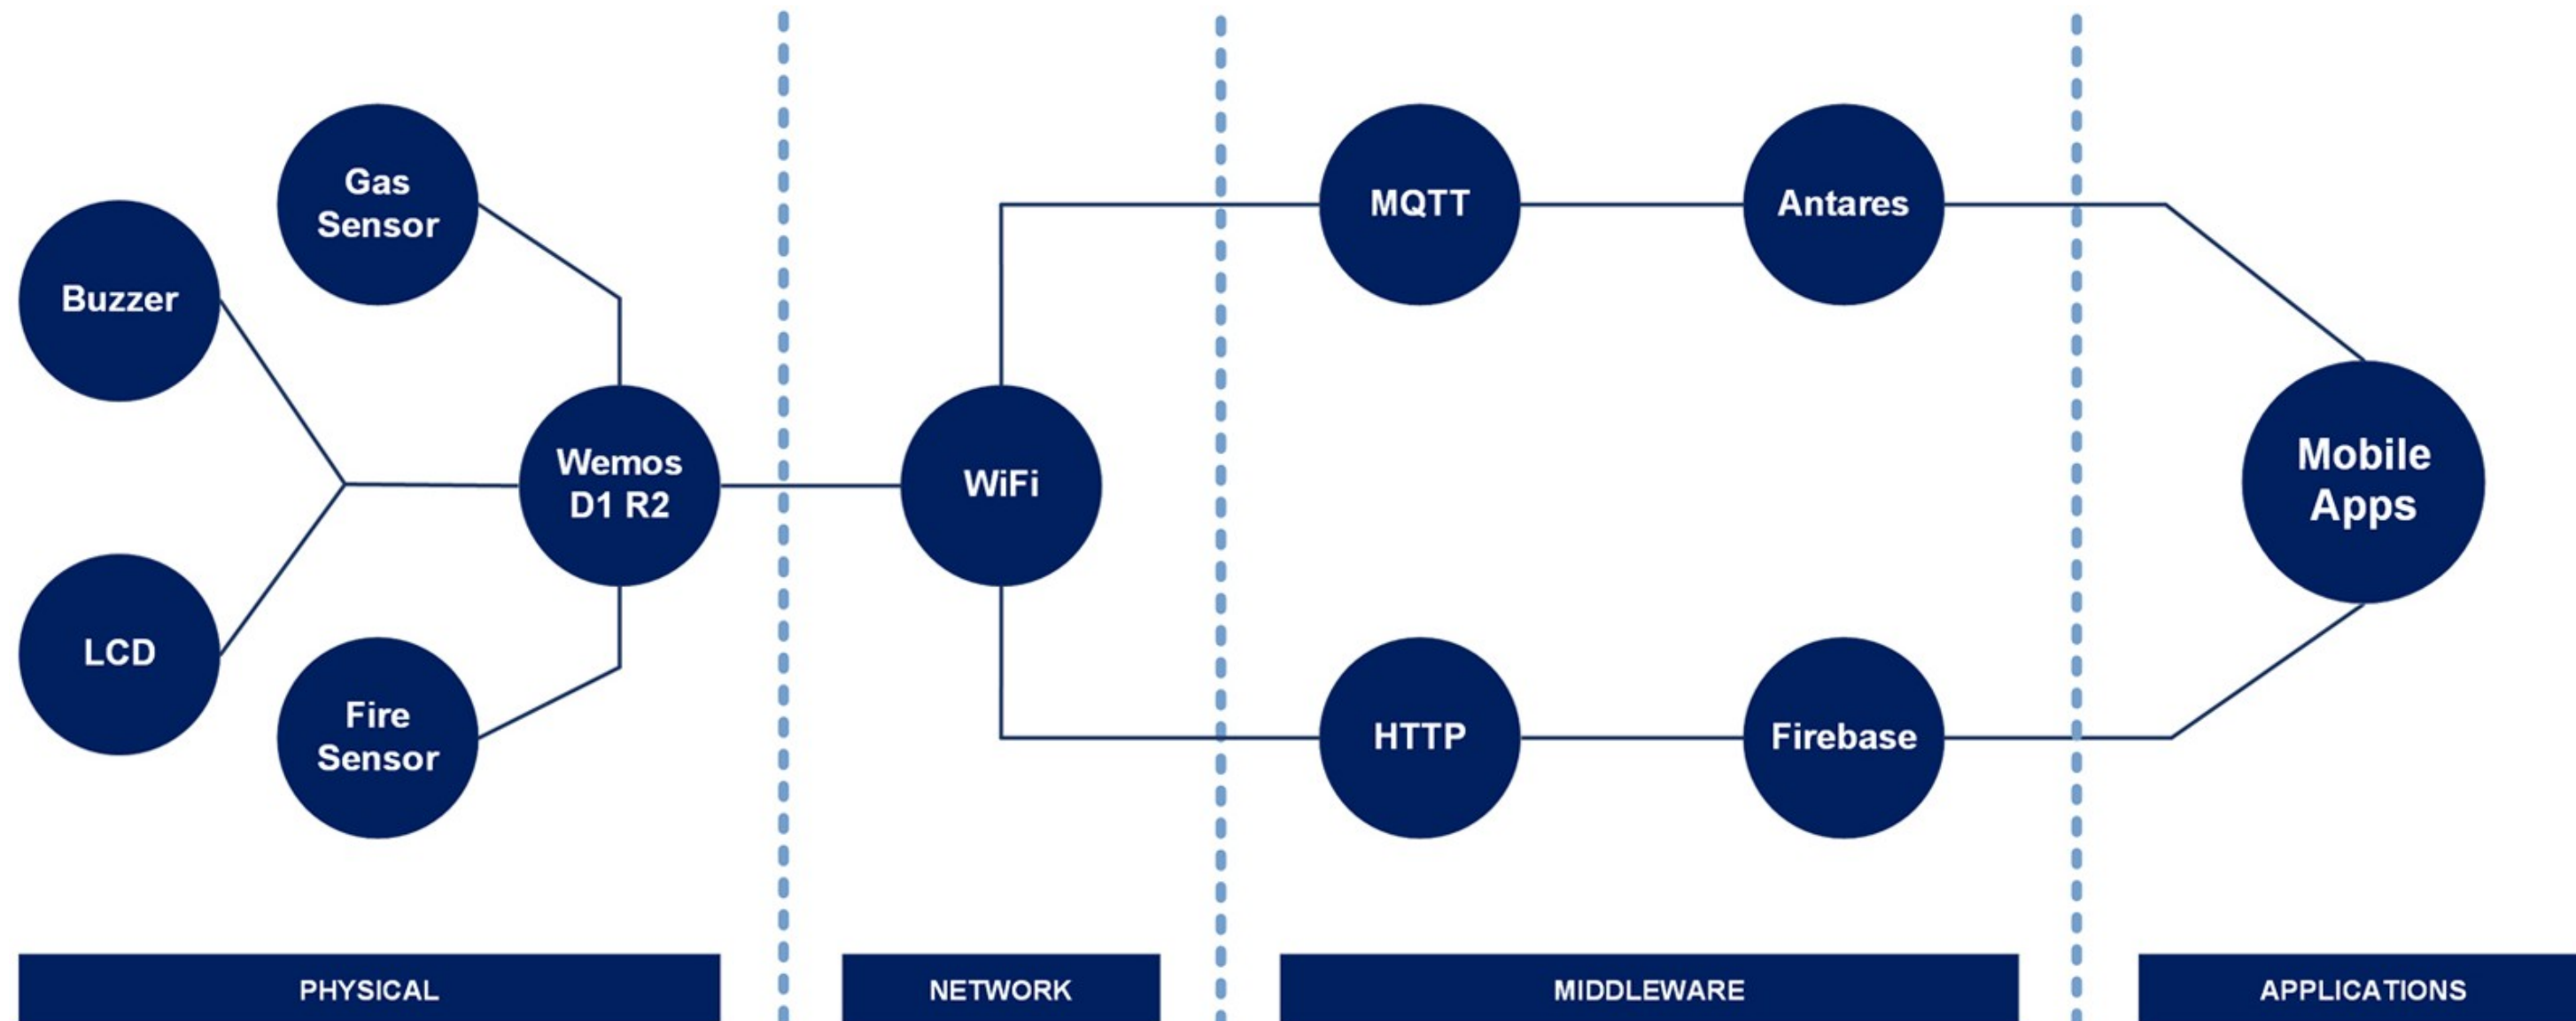 Gas
Sensor
Buzzer
LCD
Fire
Sensor
Wemos
D1 R2
WiFi
MQTT
Antares
HTTP
Firebase
Mobile
Apps
PHYSICAL
NETWORK
MIDDLEWARE
APPLICATIONS